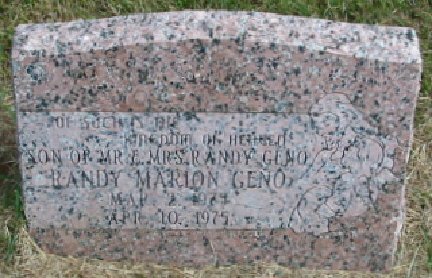 OF SUCH IS THE
KINGDOM OF HEAVEN
SON OF MR. & MRS. RANDY GENO
RANDY MARION GENO
MAR. 2, 1974
APR. 10, 1975